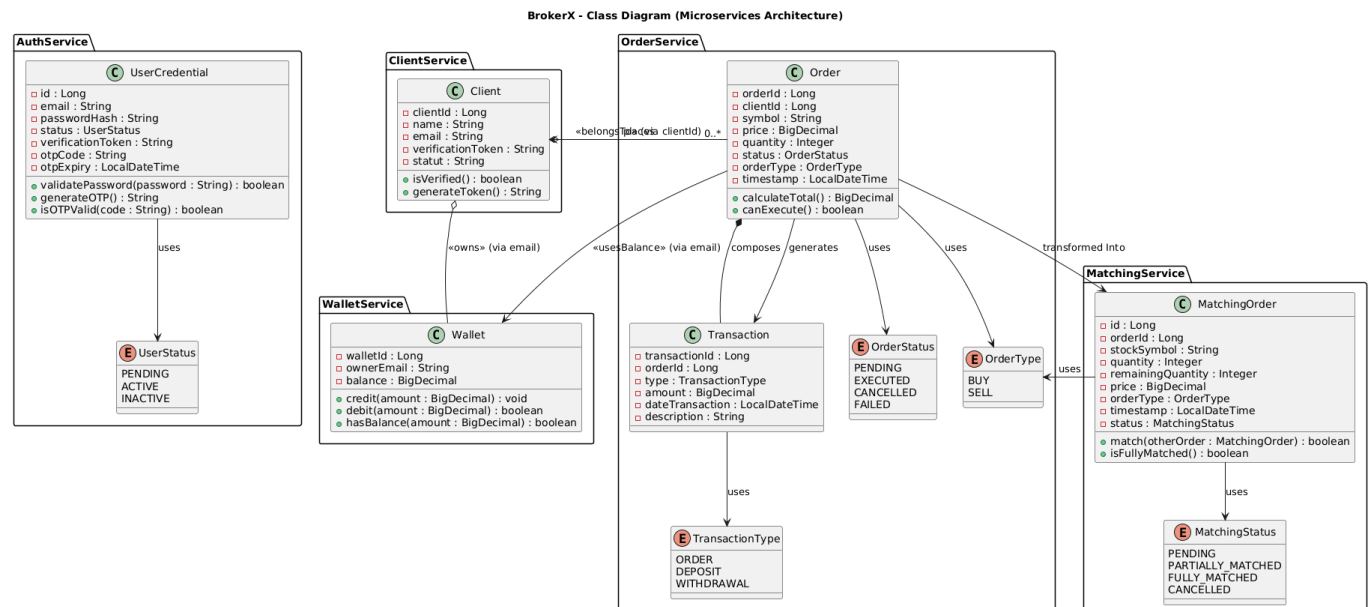 BrokerX - Class Diagram (Microservices Architecture)
AuthService
UserCredential
id : Long
email : String
passwordHash : String
status : UserStatus
verificationToken : String
otpCode : String
otpExpiry : LocalDateTime
validatePassword(password : String) : boolean
generateOTP() : String
isOTPValid(code : String) : boolean
uses
UserStatus
PENDING
ACTIVE
INACTIVE
ClientService
Client
clientId : Long
name : String
email : String
verificationToken : String
statut : String
isVerified() : boolean
generateToken() : String
«owns» (via email)
WalletService
Wallet
walletId : Long
ownerEmail : String
balance : BigDecimal
credit(amount : BigDecimal) : void
debit(amount : BigDecimal) : boolean
hasBalance(amount : BigDecimal) : boolean
OrderService
Order
orderId : Long
clientId : Long
symbol : String
price : BigDecimal
quantity : Integer
status : OrderStatus
orderType : OrderType
timestamp : LocalDateTime
calculateTotal() : BigDecimal
canExecute() : boolean
(via clientId) 0..*
«usesBalance» (via email)
composes
generates
uses
uses
transformed Into
Transaction
transactionId : Long
orderId : Long
type : TransactionType
amount : BigDecimal
dateTransaction : LocalDateTime
description : String
uses
TransactionType
ORDER
DEPOSIT
WITHDRAWAL
OrderStatus
PENDING
EXECUTED
CANCELLED
FAILED
OrderType
BUY
SELL
uses
MatchingService
MatchingOrder
id : Long
orderId : Long
stockSymbol : String
quantity : Integer
remainingQuantity : Integer
price : BigDecimal
orderType : OrderType
timestamp : LocalDateTime
status : MatchingStatus
match(otherOrder : MatchingOrder) : boolean
isFullyMatched() : boolean
uses
MatchingStatus
PENDING
PARTIALLY_MATCHED
FULLY_MATCHED
CANCELLED